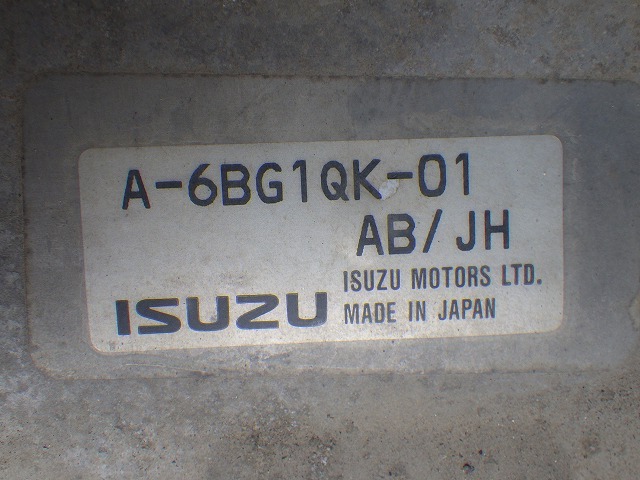 A-6BG1QK-01
AB/JH
ISUZU MOTORS LTD.
ISUZU MADE IN JAPAN